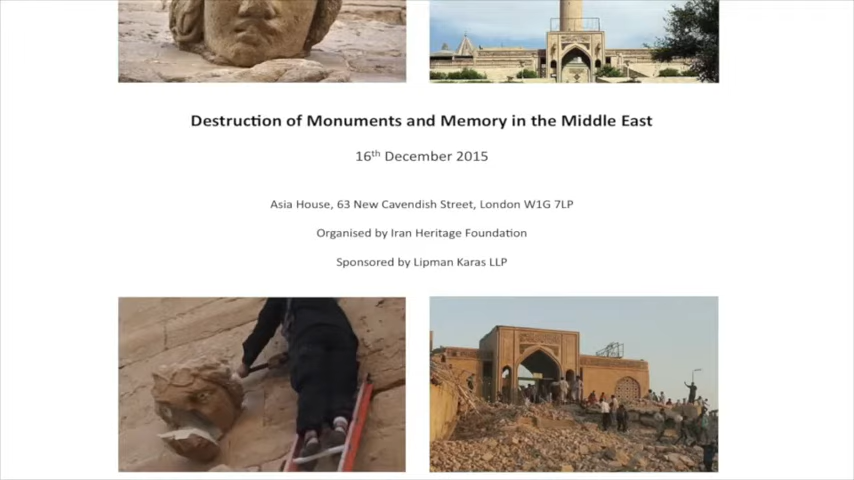 Destruction of Monuments and Memory in the Middle East
16th December 2015
Asia House, 63 New Cavendish Street, London W1G 7LP
Organised by Iran Heritage Foundation
Sponsored by Lipman Karas LLP